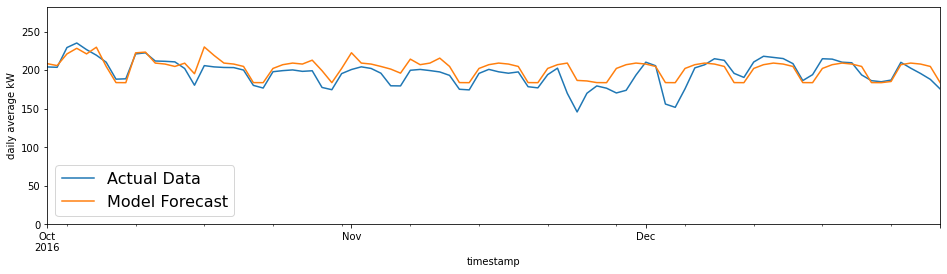 250
200
150
100
50
0
daily average kW
Actual Data
Model Forecast
Oct
2016
Nov
Dec
timestamp